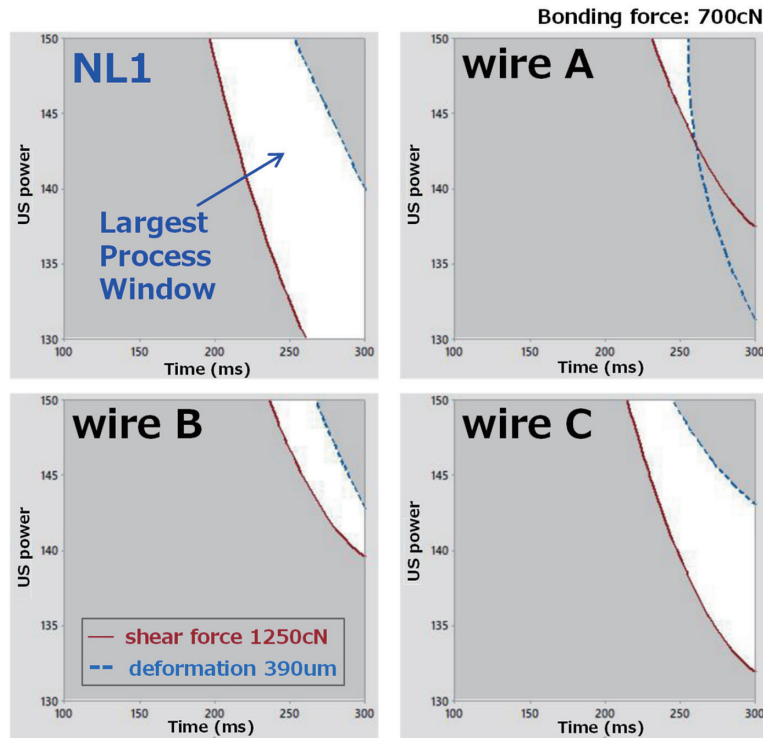 Bonding force: 700cN
NL1
Largest
Process
Window
US power
150
145
140
135
130
100
150
200
250
300
Time (ms)
wire A
US power
150
145
140
135
130
100
150
200
250
300
Time (ms)
wire B
US power
150
145
140
135
130
shear force 1250cN
deformation 390um
100
150
200
250
300
Time (ms)
wire C
US power
150
145
140
135
130
100
150
200
250
300
Time (ms)